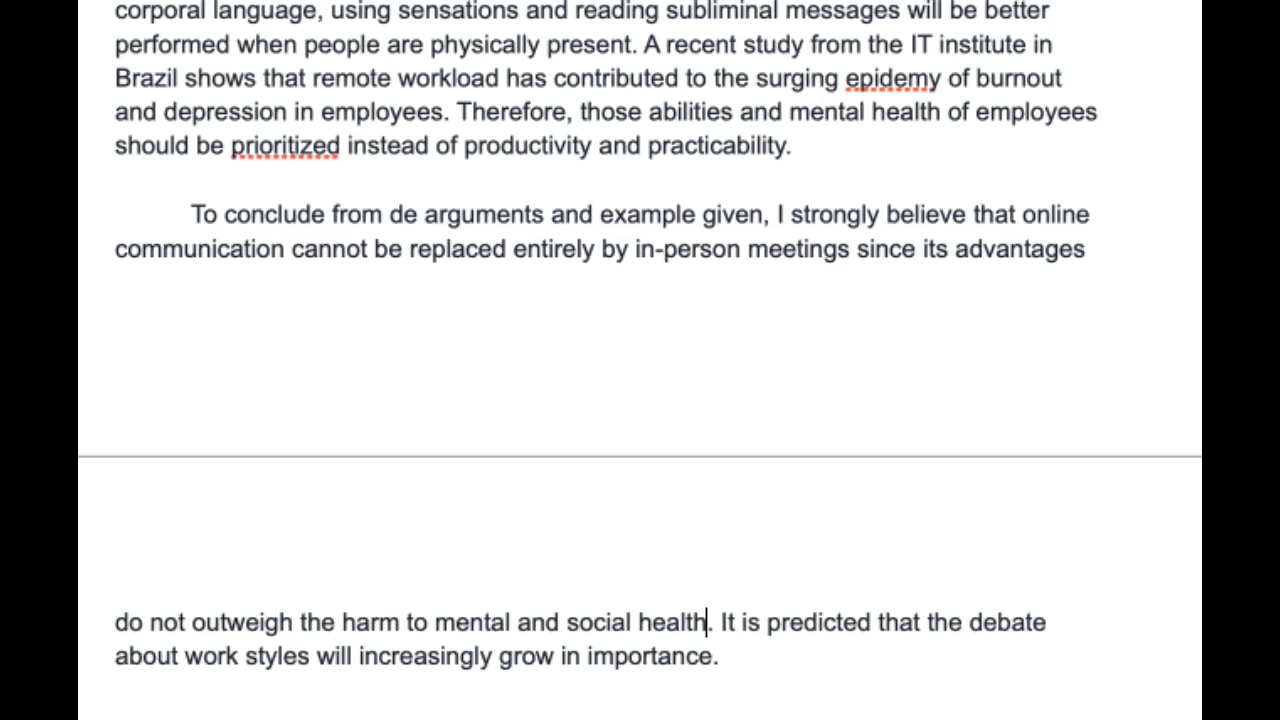 corporal language, using sensations and reading subliminal messages will be better
performed when people are physically present. A recent study from the IT institute in
Brazil shows that remote workload has contributed to the surging epidemy of burnout
and depression in employees. Therefore, those abilities and mental health of employees
should be prioritized instead of productivity and practicability.
To conclude from de arguments and example given, I strongly believe that online
communication cannot be replaced entirely by in-person meetings since its advantages
do not outweigh the harm to mental and social health. It is predicted that the debate
about work styles will increasingly grow in importance.